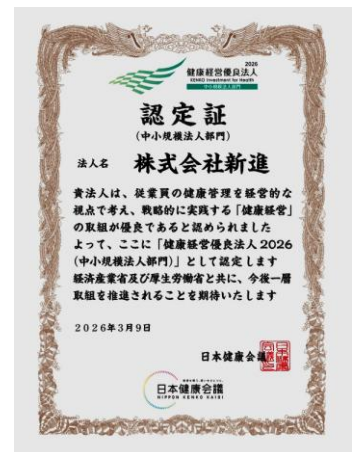 2026
健康経営優良法人
KENKO Investment for Health
中小規模法人部門
認定証
(中小規模法人部門)
法人名 株式会社新進
貴法人は、従業員の健康管理を経営的な
視点で考え、戦略的に実践する「健康経営」
の取組が優良であると認められました
よって、ここに「健康経営優良法人2026
(中小規模法人部門)」として認定します
経済産業省及び厚生労働省と共に、今後一層
取組を推進されることを期待いたします
2026年3月9日
日本健康会議
日本健康会議
NIPPON KENKO KAIGI